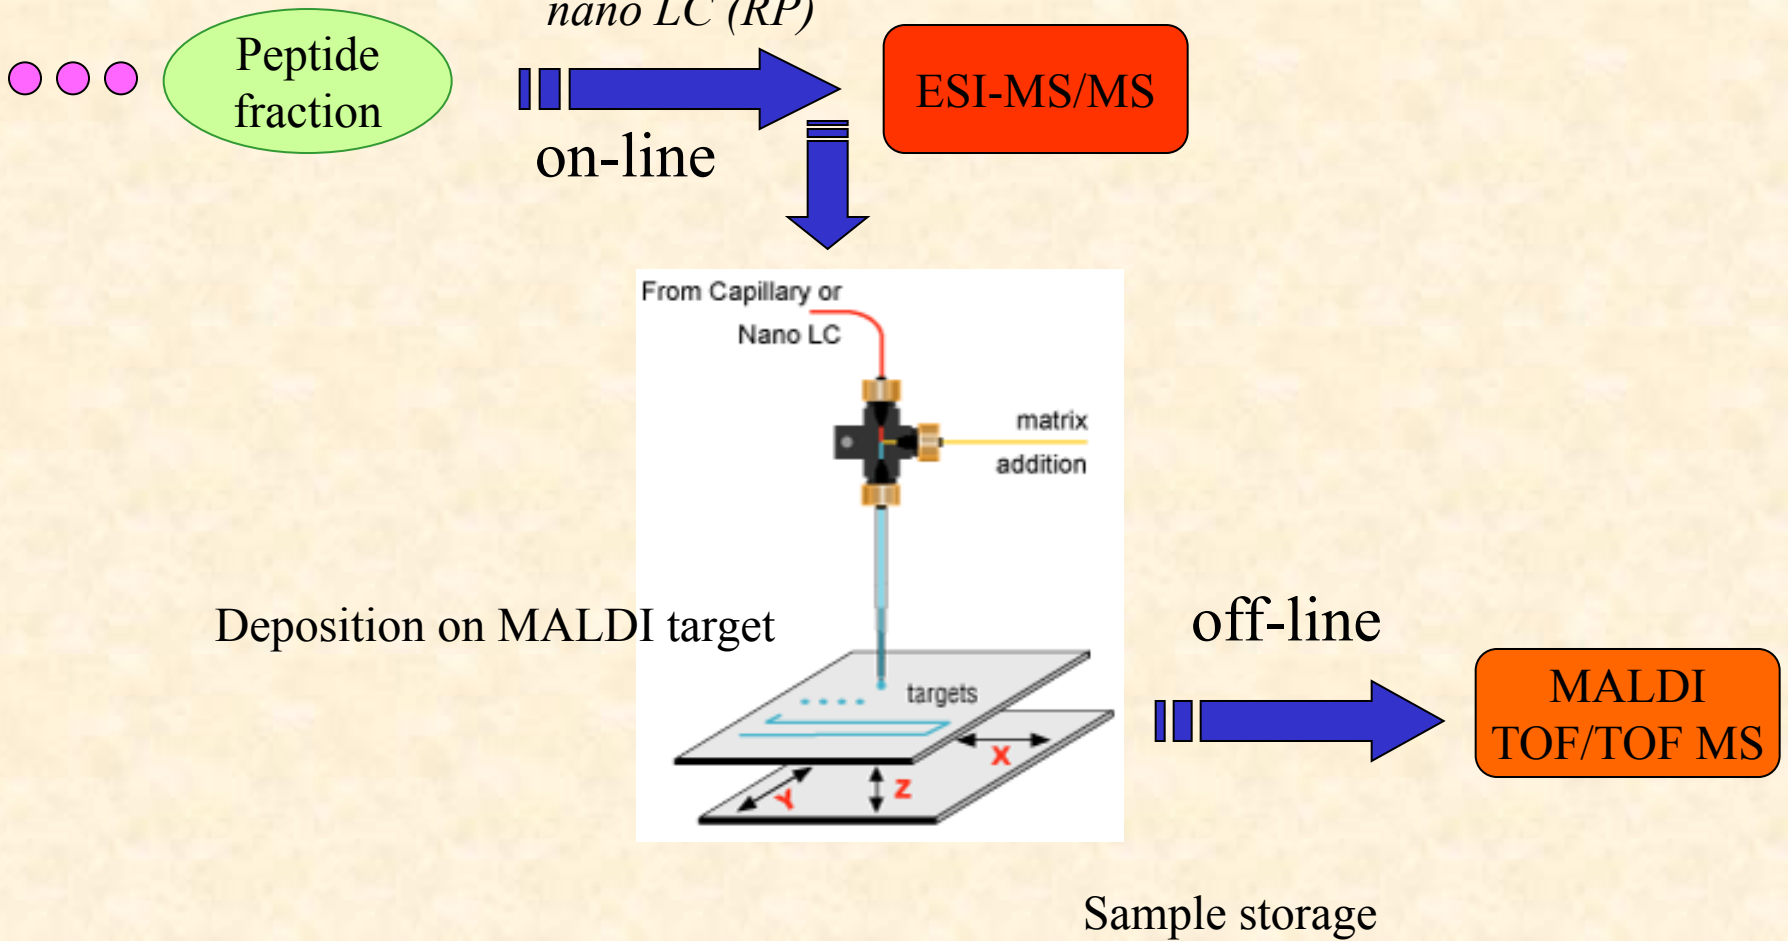 nano LC (RP)
Peptide
fraction
ESI-MS/MS
on-line
From Capillary or
Nano LC
matrix
addition
Deposition on MALDI target
targets
X
Y
Z
off-line
MALDI
TOF/TOF MS
Sample storage